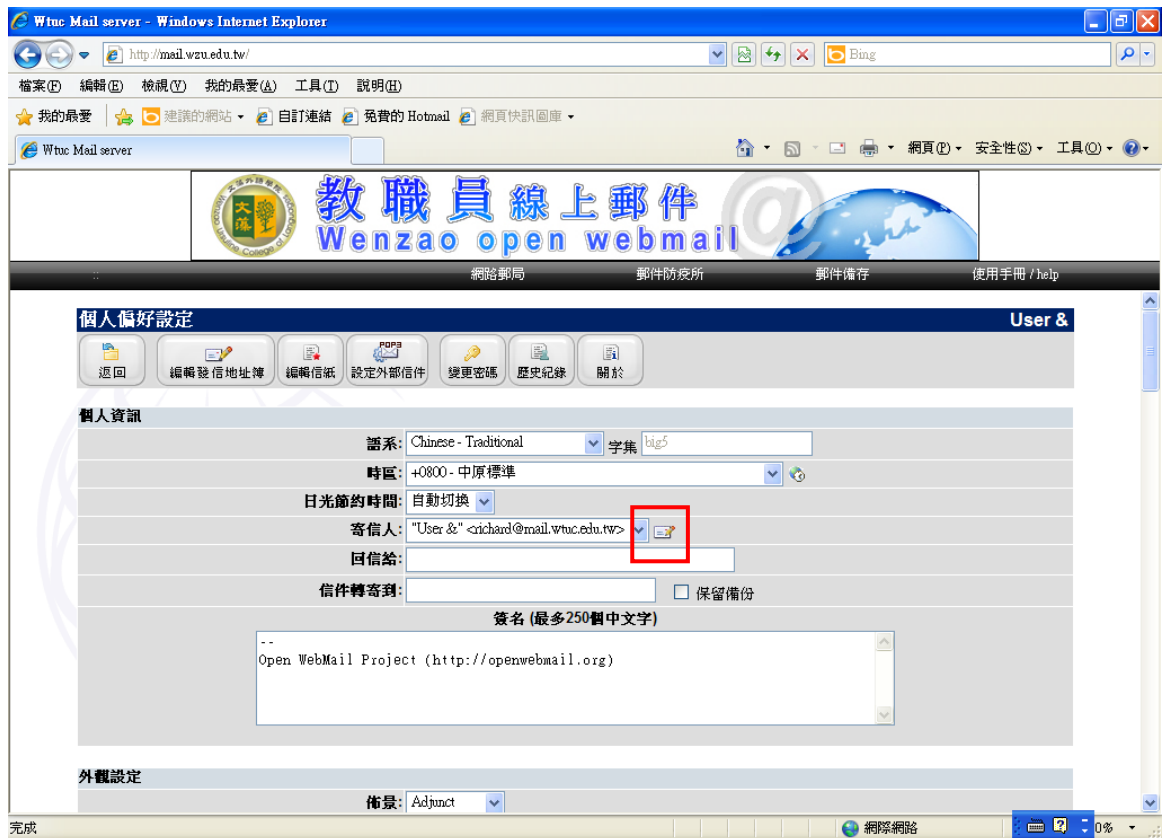 Wtuc Mail server - Windows Internet Explorer
http://mail.wzu.edu.tw/
Bing
檔案(F) 編輯(E) 檢視(V) 我的最愛(A) 工具(T) 說明(H)
我的最愛 建議的網站 自訂連結 免費的 Hotmail 網頁快訊圖庫
Wtuc Mail server 網頁(P) 安全性(S) 工具(O)
文藻
教職員線上郵件
Wenzao open webmail
:: 網路郵局 郵件防疫所 郵件備存 使用手冊 / help
個人偏好設定 User &
返回 編輯發信地址簿 編輯信紙 POP3 設定外部信件 變更密碼 歷史紀錄 關於
個人資訊
語系: Chinese - Traditional 字集 big5
時區: +0800 - 中原標準
日光節約時間: 自動切換
寄信人: "User &" <richard@mail.wtuc.edu.tw>
回信給:
信件轉寄到: 保留備份
簽名 (最多250個中文字)
--
Open WebMail Project (http://openwebmail.org)
外觀設定
佈景: Adjunct
完成 網際網路 0%